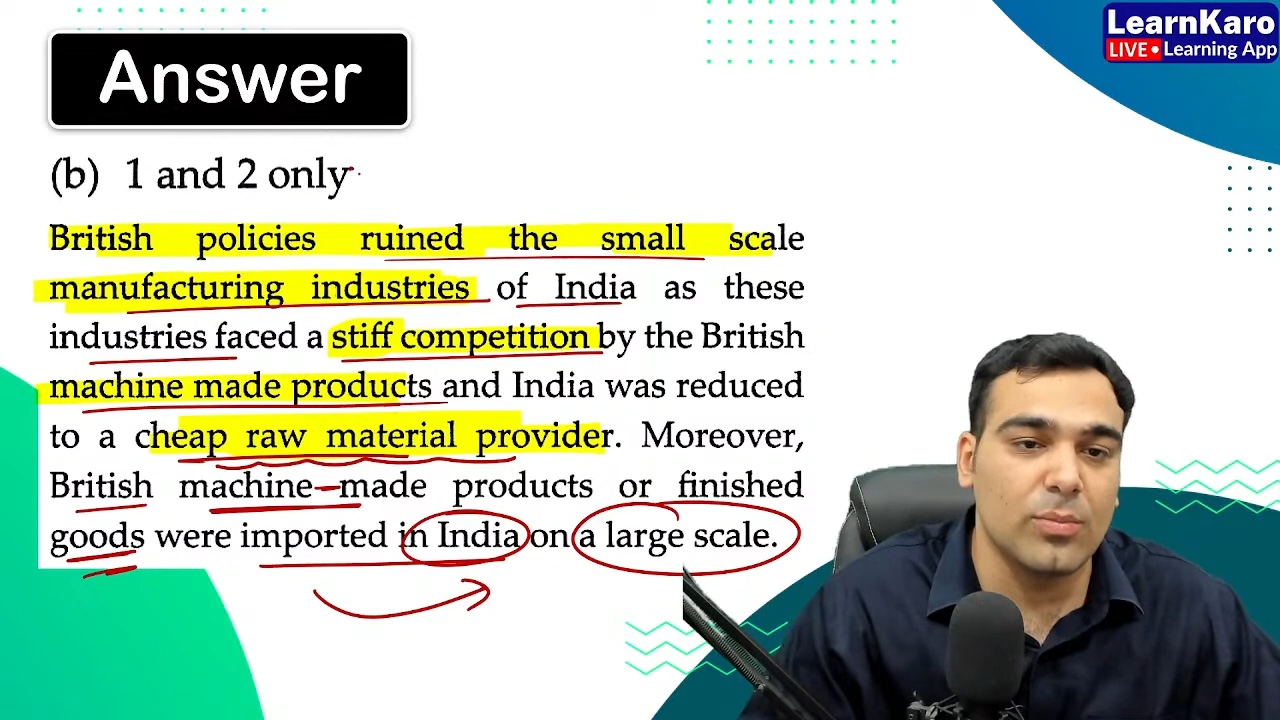 LearnKaro
LIVE • Learning App
Answer
(b) 1 and 2 only
British policies ruined the small scale
manufacturing industries of India as these
industries faced a stiff competition by the British
machine made products and India was reduced
to a cheap raw material provider. Moreover,
British machine made products or finished
goods were imported in India on a large scale.